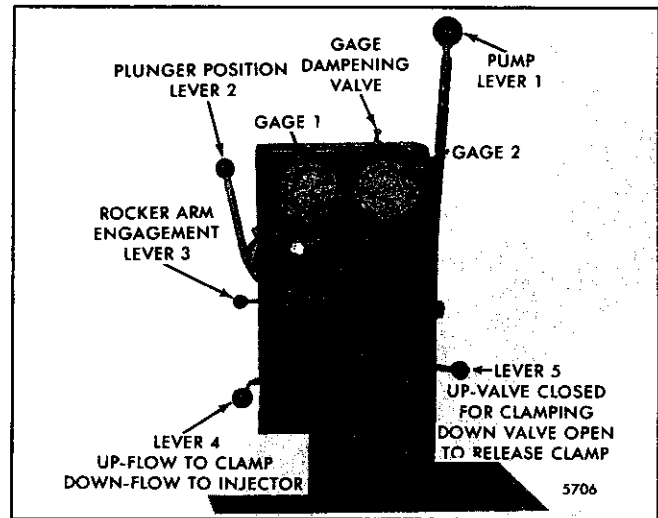 GAGE
DAMPENING
VALVE
PUMP
LEVER 1
PLUNGER POSITION
LEVER 2
GAGE 1
GAGE 2
ROCKER ARM
ENGAGEMENT
LEVER 3
LEVER 4
UP-FLOW TO CLAMP
DOWN-FLOW TO INJECTOR
LEVER 5
UP-VALVE CLOSED
FOR CLAMPING
DOWN VALVE OPEN
TO RELEASE CLAMP
5706